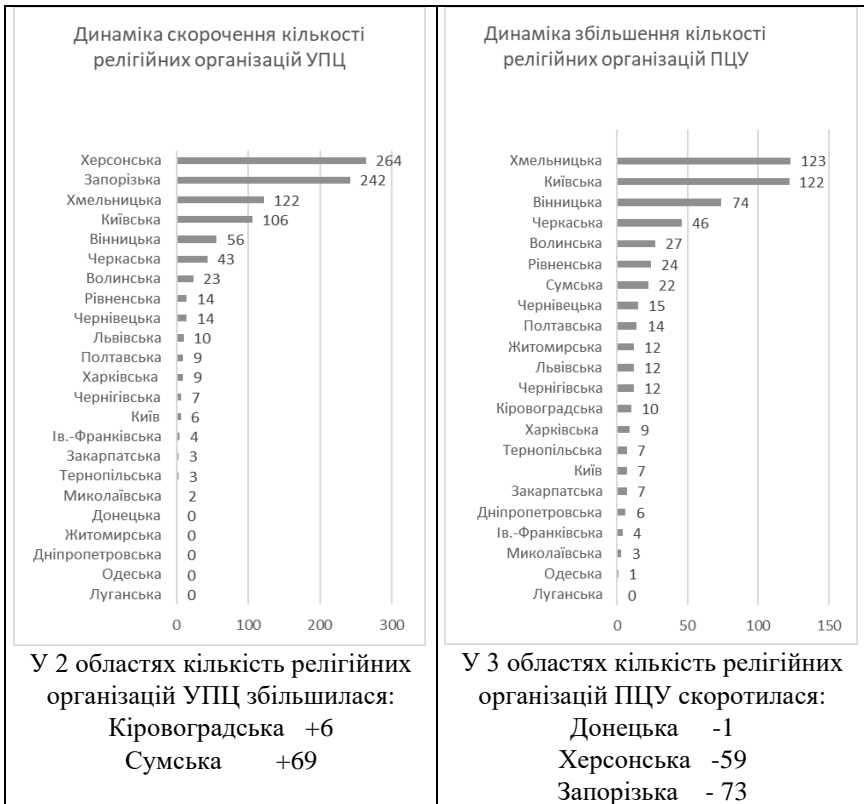 Динаміка скорочення кількості
релігійних організацій УПЦ
Херсонська 264
Запорізька 242
Хмельницька 122
Київська 106
Вінницька 56
Черкаська 43
Волинська 23
Рівненська 14
Чернівецька 14
Львівська 10
Полтавська 9
Харківська 9
Чернігівська 7
Київ 6
Ів.-Франківська 4
Закарпатська 3
Тернопільська 3
Миколаївська 2
Донецька 0
Житомирська 0
Дніпропетровська 0
Одеська 0
Луганська 0
0 100 200 300
У 2 областях кількість релігійних
організацій УПЦ збільшилася:
Кіровоградська +6
Сумська +69
Динаміка збільшення кількості
релігійних організацій ПЦУ
Хмельницька 123
Київська 122
Вінницька 74
Черкаська 46
Волинська 27
Рівненська 24
Сумська 22
Чернівецька 15
Полтавська 14
Житомирська 12
Львівська 12
Чернігівська 12
Кіровоградська 10
Харківська 9
Тернопільська 7
Київ 7
Закарпатська 7
Дніпропетровська 6
Ів.-Франківська 4
Миколаївська 3
Одеська 1
Луганська 0
0 50 100 150
У 3 областях кількість релігійних
організацій ПЦУ скоротилася:
Донецька -1
Херсонська -59
Запорізька - 73